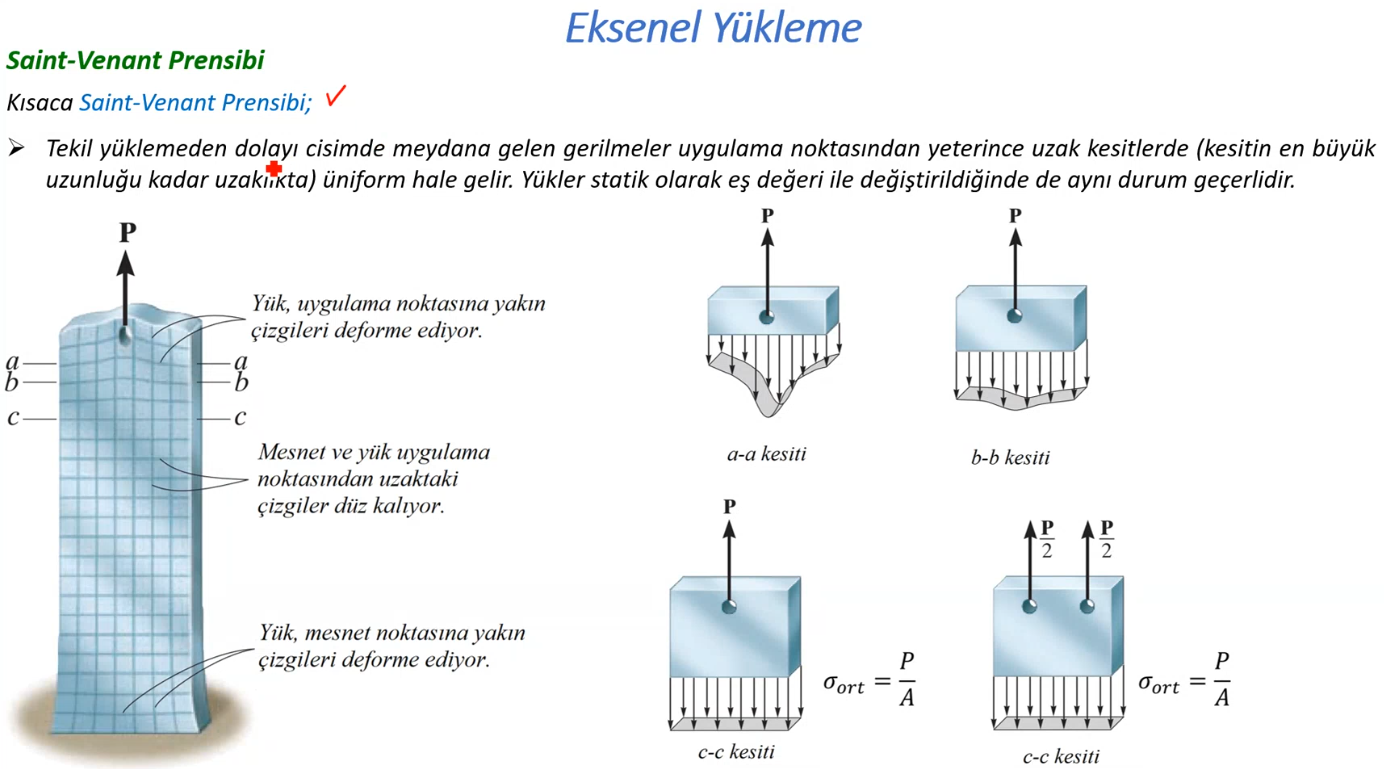 Eksenel Yükleme
Saint-Venant Prensibi
Kısaca Saint-Venant Prensibi;
Tekil yüklemeden dolayı cisimde meydana gelen gerilmeler uygulama noktasından yeterince uzak kesitlerde (kesitin en büyük
uzunluğu kadar uzaklıkta) üniform hale gelir. Yükler statik olarak eş değeri ile değiştirildiğinde de aynı durum geçerlidir.
P
Yük, uygulama noktasına yakın
çizgileri deforme ediyor.
a a
b b
c c
Mesnet ve yük uygulama
noktasından uzaktaki
çizgiler düz kalıyor.
Yük, mesnet noktasına yakın
çizgileri deforme ediyor.
P
a-a kesiti
P
b-b kesiti
P
σort = P/A
c-c kesiti
P/2 P/2
σort = P/A
c-c kesiti